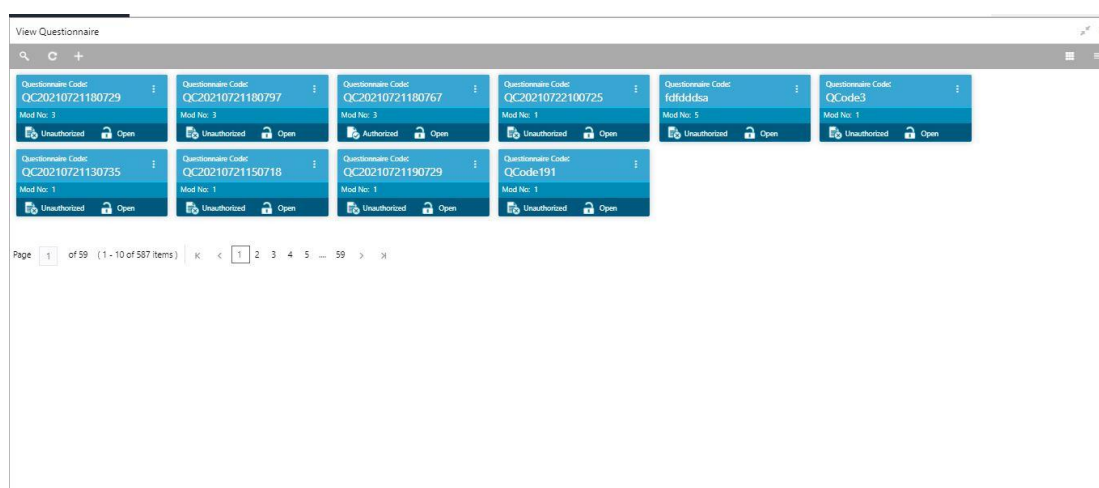 View Questionnaire
Questionnaire Code:
QC20210721180729
Mod No: 3
Unauthorized Open
Questionnaire Code:
QC20210721180797
Mod No: 3
Unauthorized Open
Questionnaire Code:
QC20210721180767
Mod No: 3
Authorized Open
Questionnaire Code:
QC20210722100725
Mod No: 1
Unauthorized Open
Questionnaire Code:
fdfdddsa
Mod No: 5
Unauthorized Open
Questionnaire Code:
QCode3
Mod No: 1
Unauthorized Open
Questionnaire Code:
QC20210721130735
Mod No: 1
Unauthorized Open
Questionnaire Code:
QC20210721150718
Mod No: 1
Unauthorized Open
Questionnaire Code:
QC20210721190729
Mod No: 1
Unauthorized Open
Questionnaire Code:
QCode191
Mod No: 1
Unauthorized Open
Page 1 of 59 (1 - 10 of 587 items) 1 2 3 4 5 ... 59